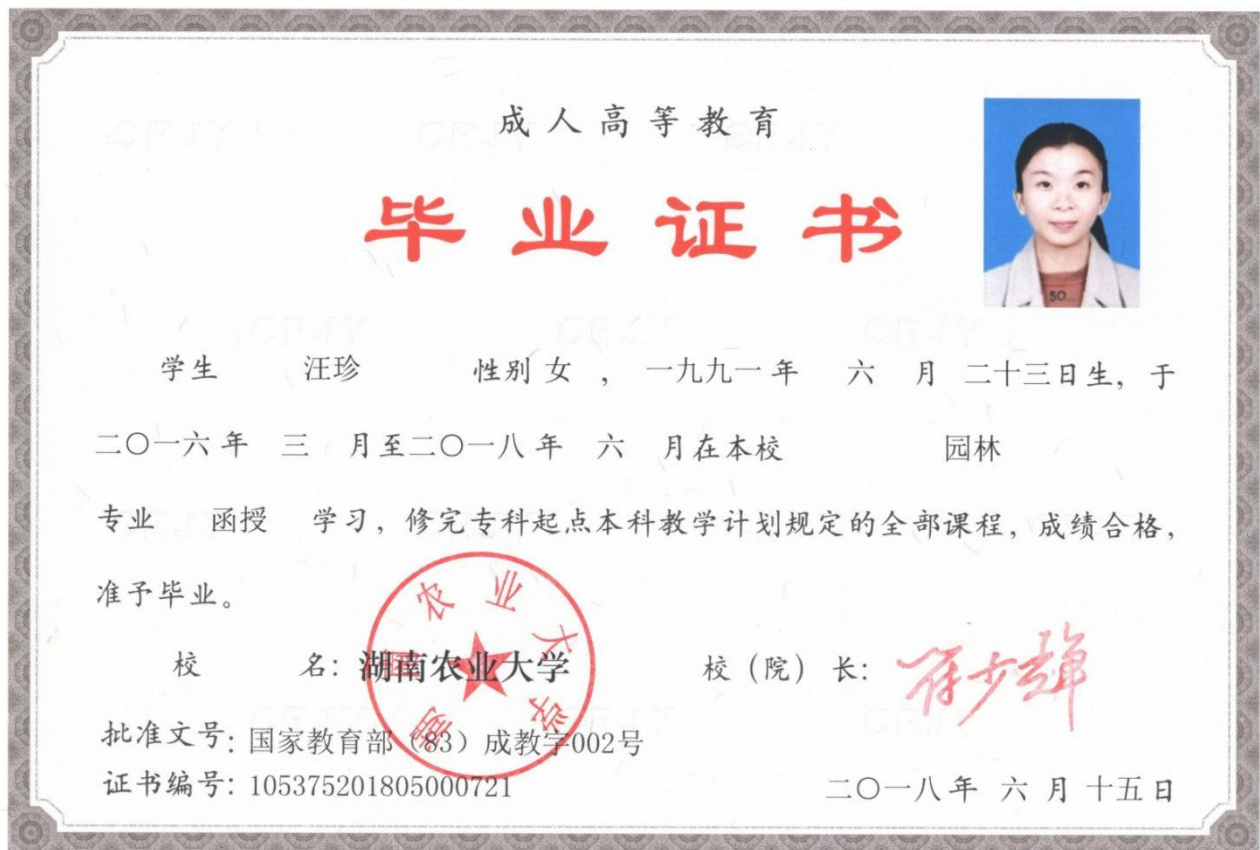 成人高等教育
毕业证书
学生 汪珍 性别 女 , 一九九一年 六 月 二十三日生, 于
二〇一六年 三 月至二〇一八年 六 月在本校 园林
专业 函授 学习, 修完专科起点本科教学计划规定的全部课程, 成绩合格,
准予毕业。
校 名: 湖南农业大学 校（院）长:
批准文号: 国家教育部（83）成教字002号
证书编号: 105375201805000721
二〇一八年 六 月 十五日
SO...